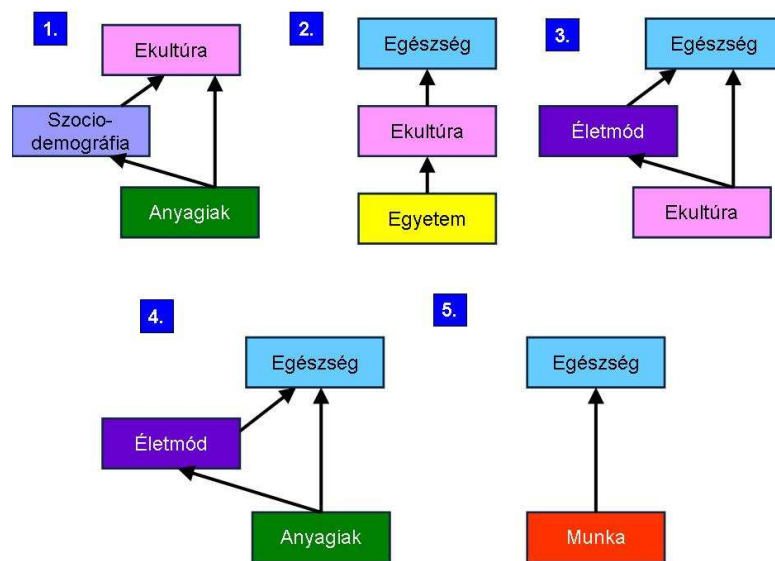 1.
Ekultúra
Szocio-
demográfia
Anyagiak
2.
Egészség
Ekultúra
Egyetem
3.
Egészség
Életmód
Ekultúra
4.
Egészség
Életmód
Anyagiak
5.
Egészség
Munka